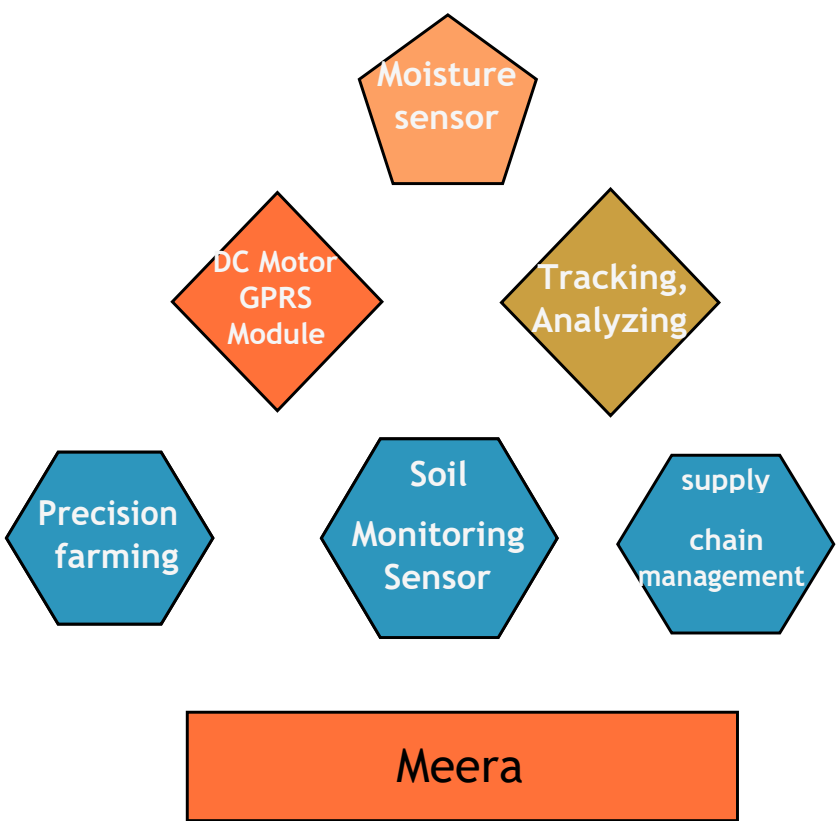 Moisture
sensor
DC Motor
GPRS
Module
Tracking,
Analyzing
Precision
farming
Soil
Monitoring
Sensor
supply
chain
management
Meera